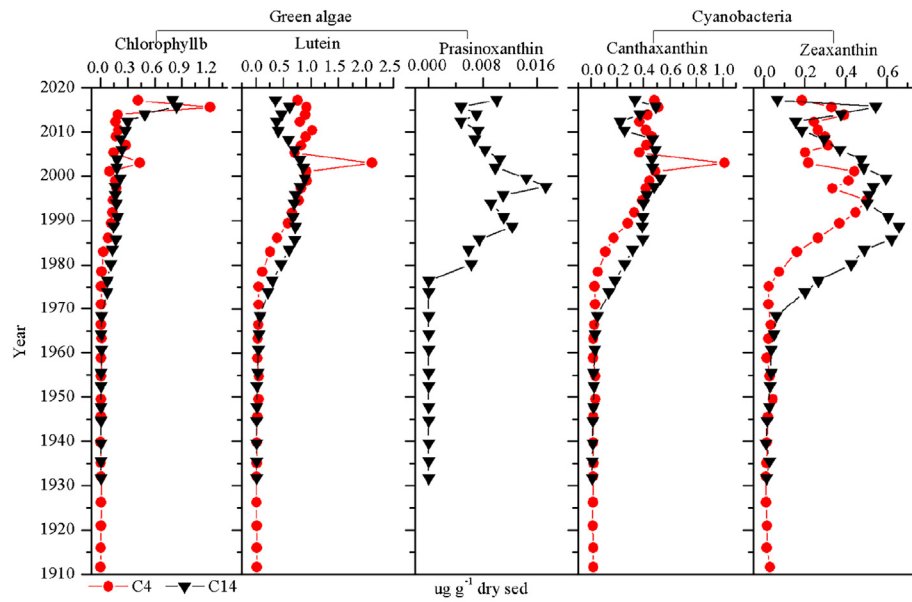 Green algae
Cyanobacteria
Chlorophyllb
Lutein
Prasinoxanthin
Canthaxanthin
Zeaxanthin
0.0 0.3 0.6 0.9 1.2
0.0 0.5 1.0 1.5 2.0 2.5
0.000 0.008 0.016
0.0 0.2 0.4 0.6 0.8 1.0
0.0 0.2 0.4 0.6
2020
2010
2000
1990
1980
1970
1960
1950
1940
1930
1920
1910
Year
C4
C14
ug g-1 dry sed